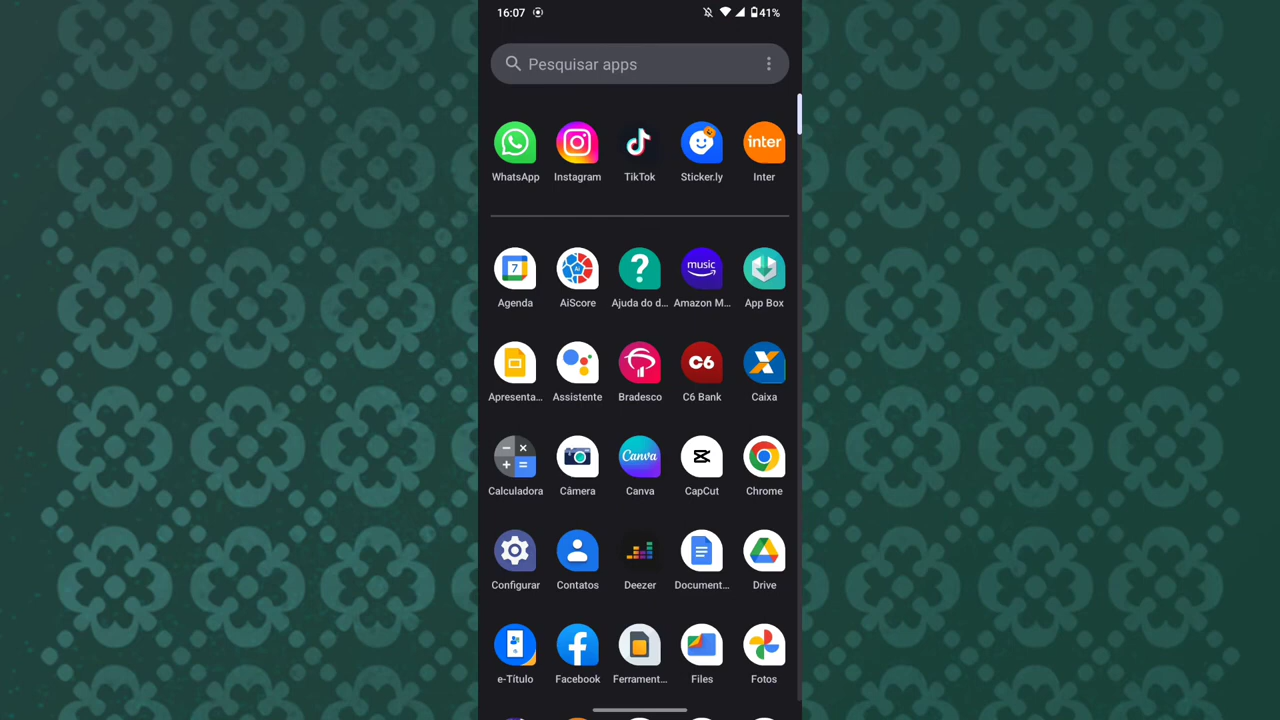 16:07 41%
Pesquisar apps
inter
WhatsApp Instagram TikTok Sticker.ly Inter
7 Ai ? music
Agenda AiScore Ajuda do d... Amazon M... App Box
C6
Apresenta... Assistente Bradesco C6 Bank Caixa
Canva
Calculadora Câmera Canva CapCut Chrome
Configurar Contatos Deezer Document... Drive
e-Título Facebook Ferrament... Files Fotos